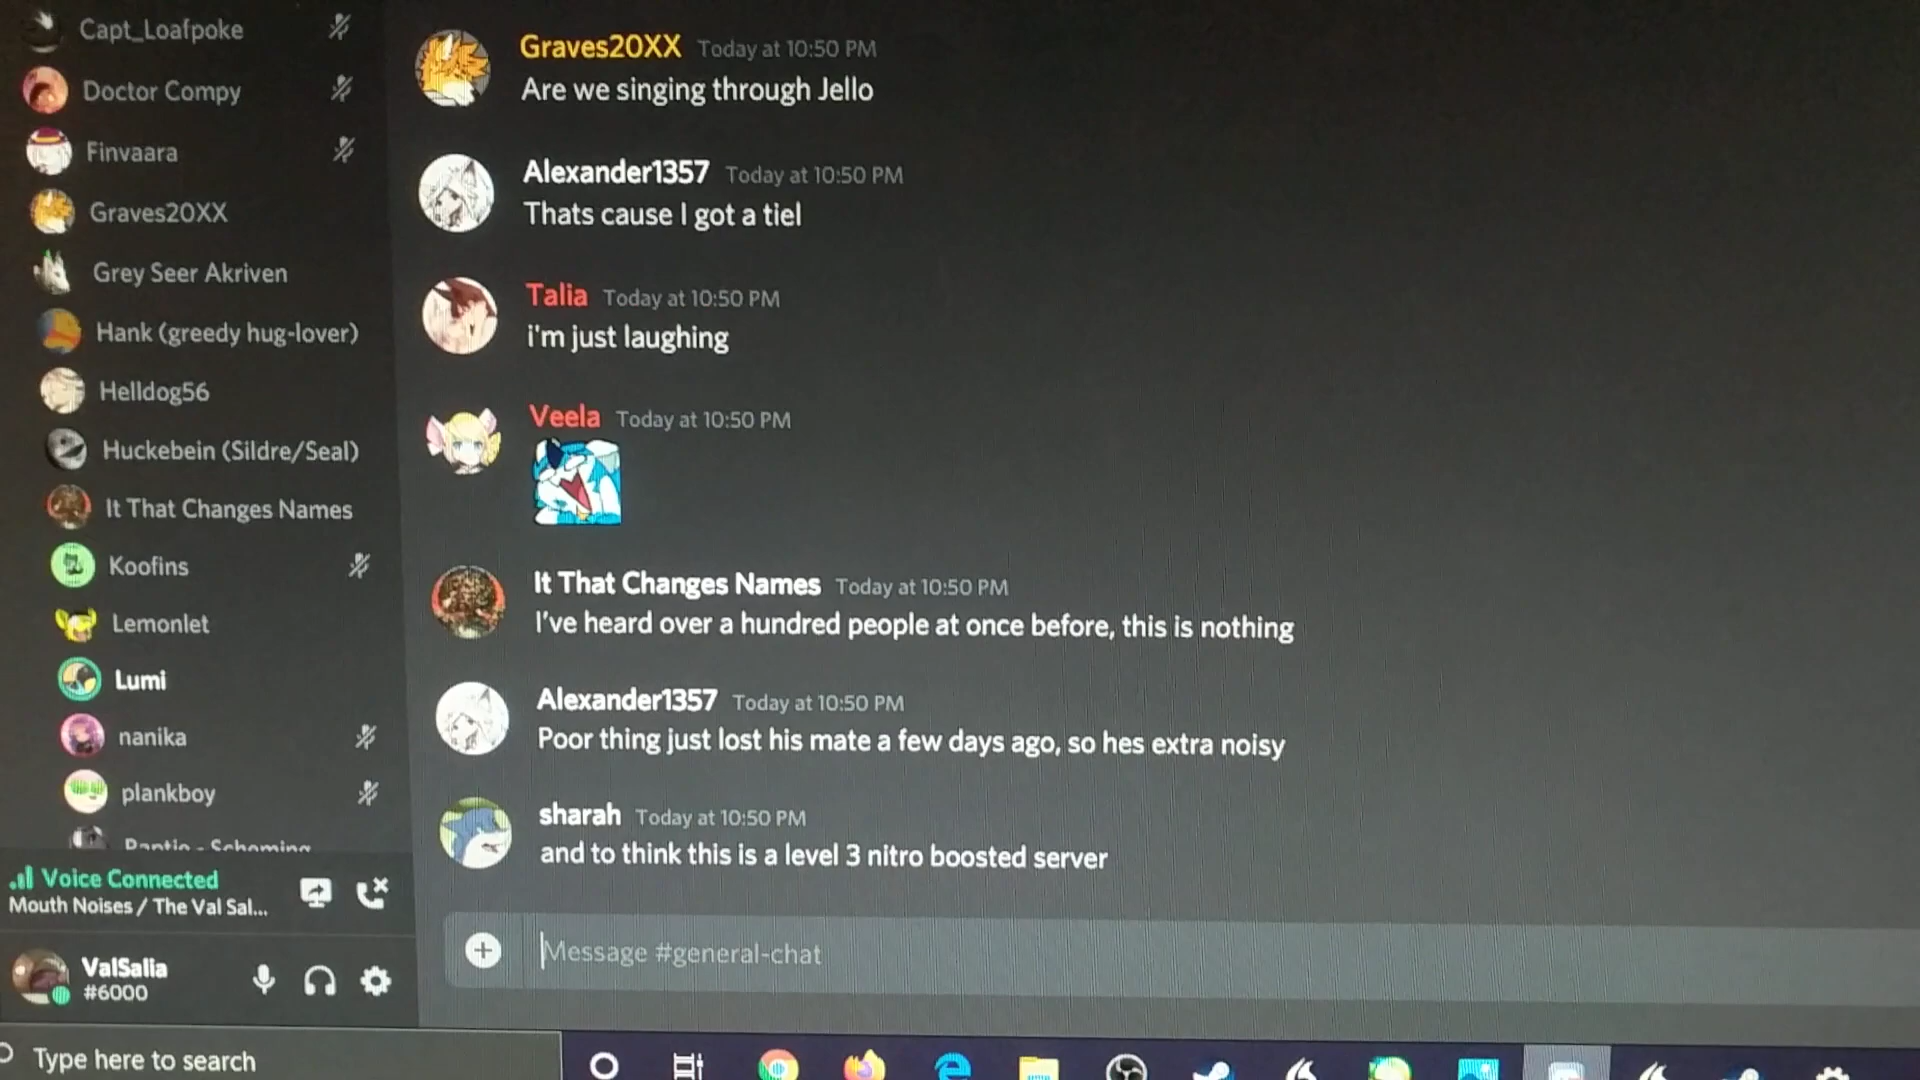 Capt_Loafpoke
Doctor Compy
Finvaara
Graves20XX
Grey Seer Akriven
Hank (greedy hug-lover)
Helldog56
Huckebein (Sildre/Seal)
It That Changes Names
Koofins
Lemonlet
Lumi
nanika
plankboy
Voice Connected
Mouth Noises / The Val Sal...
ValSalia
#6000
Graves20XX Today at 10:50 PM
Are we singing through Jello
Alexander1357 Today at 10:50 PM
Thats cause I got a tiel
Talia Today at 10:50 PM
i'm just laughing
Veela Today at 10:50 PM
It That Changes Names Today at 10:50 PM
I've heard over a hundred people at once before, this is nothing
Alexander1357 Today at 10:50 PM
Poor thing just lost his mate a few days ago, so hes extra noisy
sharah Today at 10:50 PM
and to think this is a level 3 nitro boosted server
Message #general-chat
Type here to search